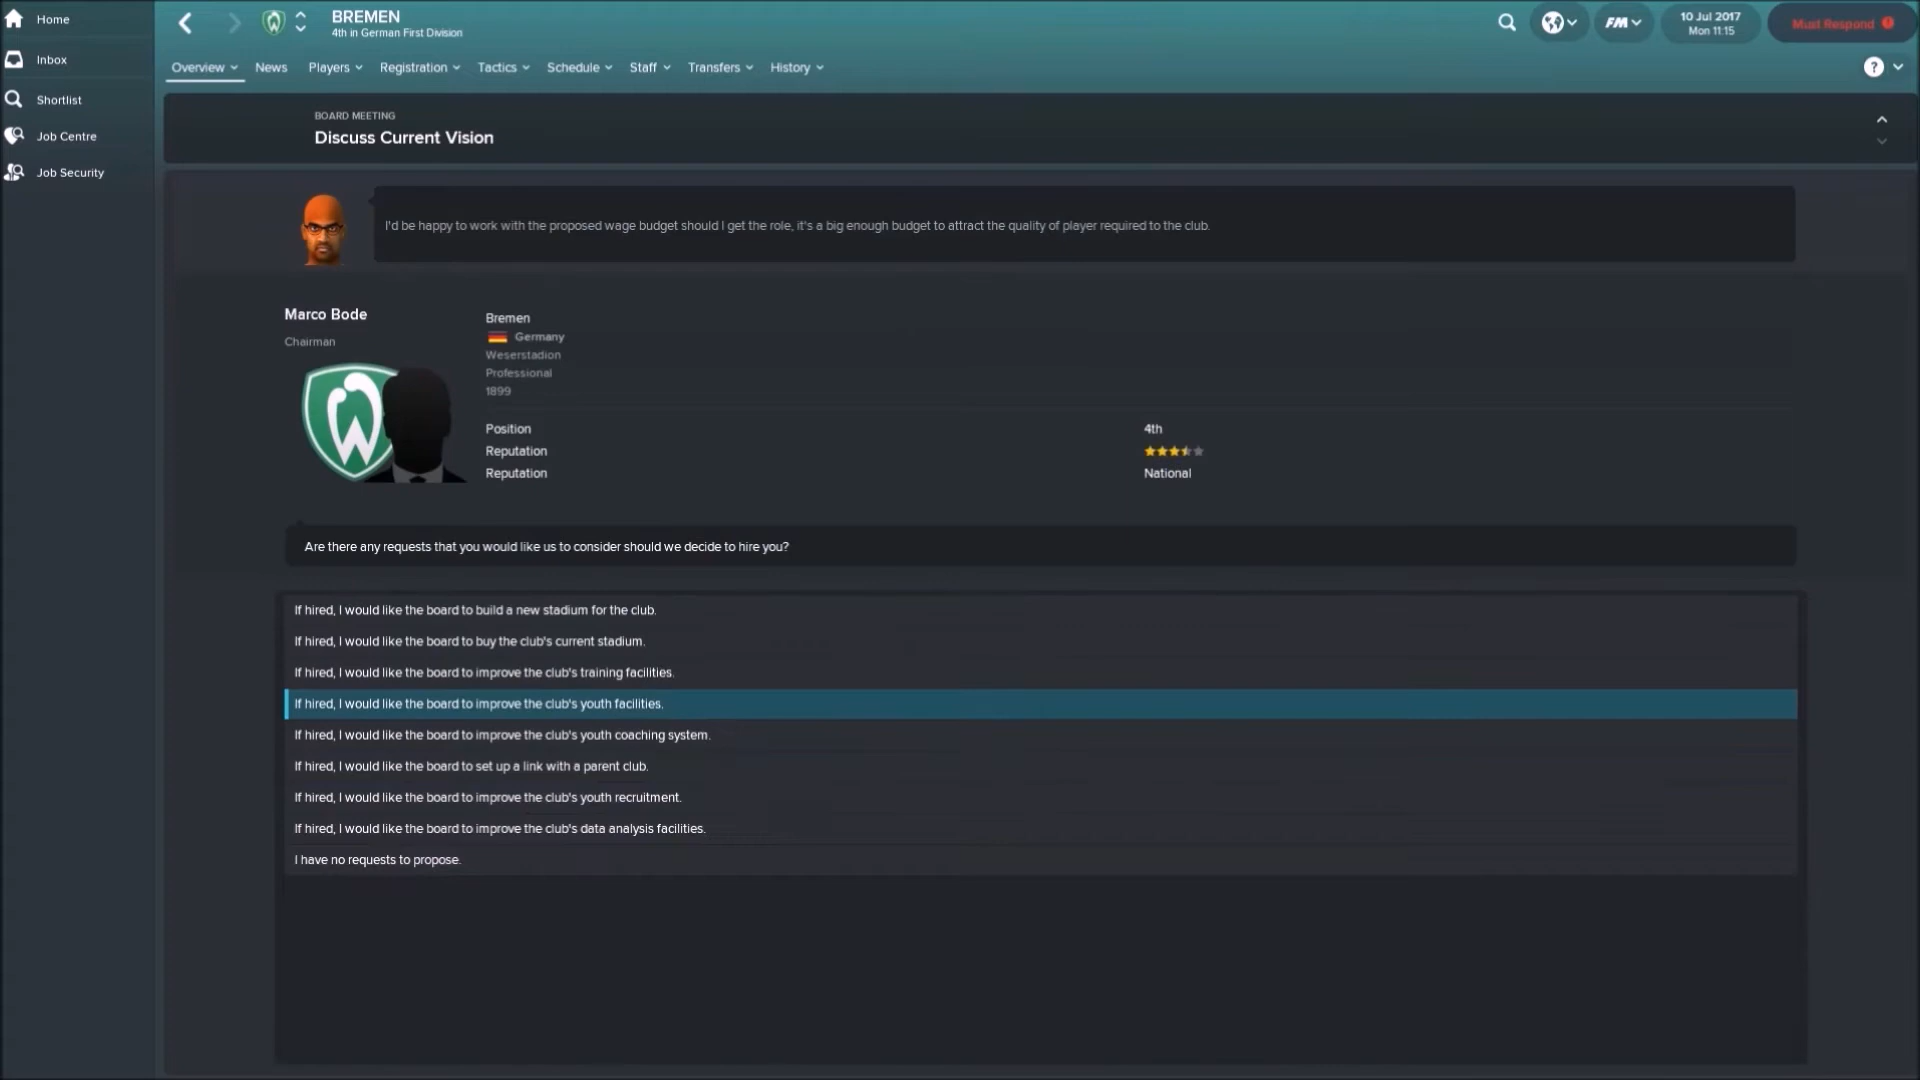 Home
Inbox
Shortlist
Job Centre
Job Security
BREMEN
4th in German First Division
FM
10 Jul 2017
Mon 11:15
Must Respond
Overview
News
Players
Registration
Tactics
Schedule
Staff
Transfers
History
?
BOARD MEETING
Discuss Current Vision
I'd be happy to work with the proposed wage budget should I get the role, it's a big enough budget to attract the quality of player required to the club.
Marco Bode
Chairman
W
Bremen
Germany
Weserstadion
Professional
1899
Position 4th
Reputation
Reputation National
Are there any requests that you would like us to consider should we decide to hire you?
If hired, I would like the board to build a new stadium for the club.
If hired, I would like the board to buy the club's current stadium.
If hired, I would like the board to improve the club's training facilities.
If hired, I would like the board to improve the club's youth facilities.
If hired, I would like the board to improve the club's youth coaching system.
If hired, I would like the board to set up a link with a parent club.
If hired, I would like the board to improve the club's youth recruitment.
If hired, I would like the board to improve the club's data analysis facilities.
I have no requests to propose.